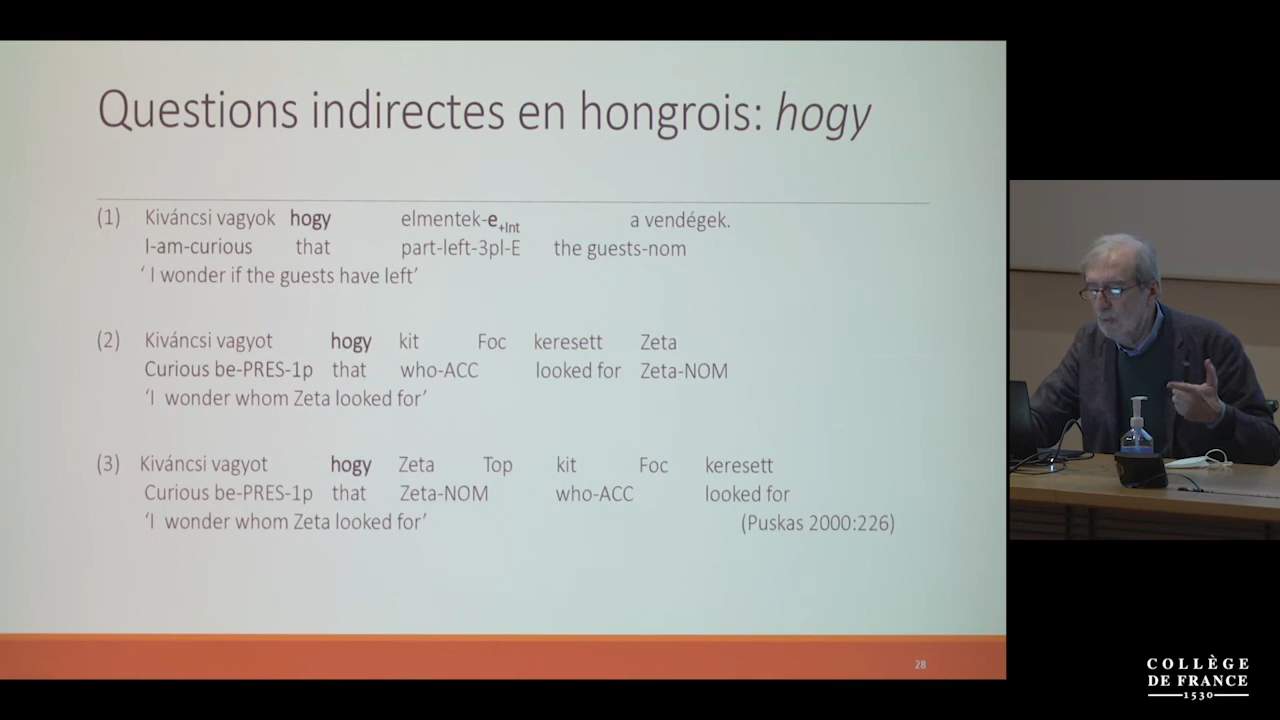 Questions indirectes en hongrois: hogy
(1) Kiváncsi vagyok hogy elmentek-e+Int a vendégek.
I-am-curious that part-left-3pl-E the guests-nom
‘ I wonder if the guests have left’
(2) Kiváncsi vagyot hogy kit Foc keresett Zeta
Curious be-PRES-1p that who-ACC looked for Zeta-NOM
‘I wonder whom Zeta looked for’
(3) Kiváncsi vagyot hogy Zeta Top kit Foc keresett
Curious be-PRES-1p that Zeta-NOM who-ACC looked for
‘I wonder whom Zeta looked for’ (Puskas 2000:226)
28
COLLÈGE
DE FRANCE
1530